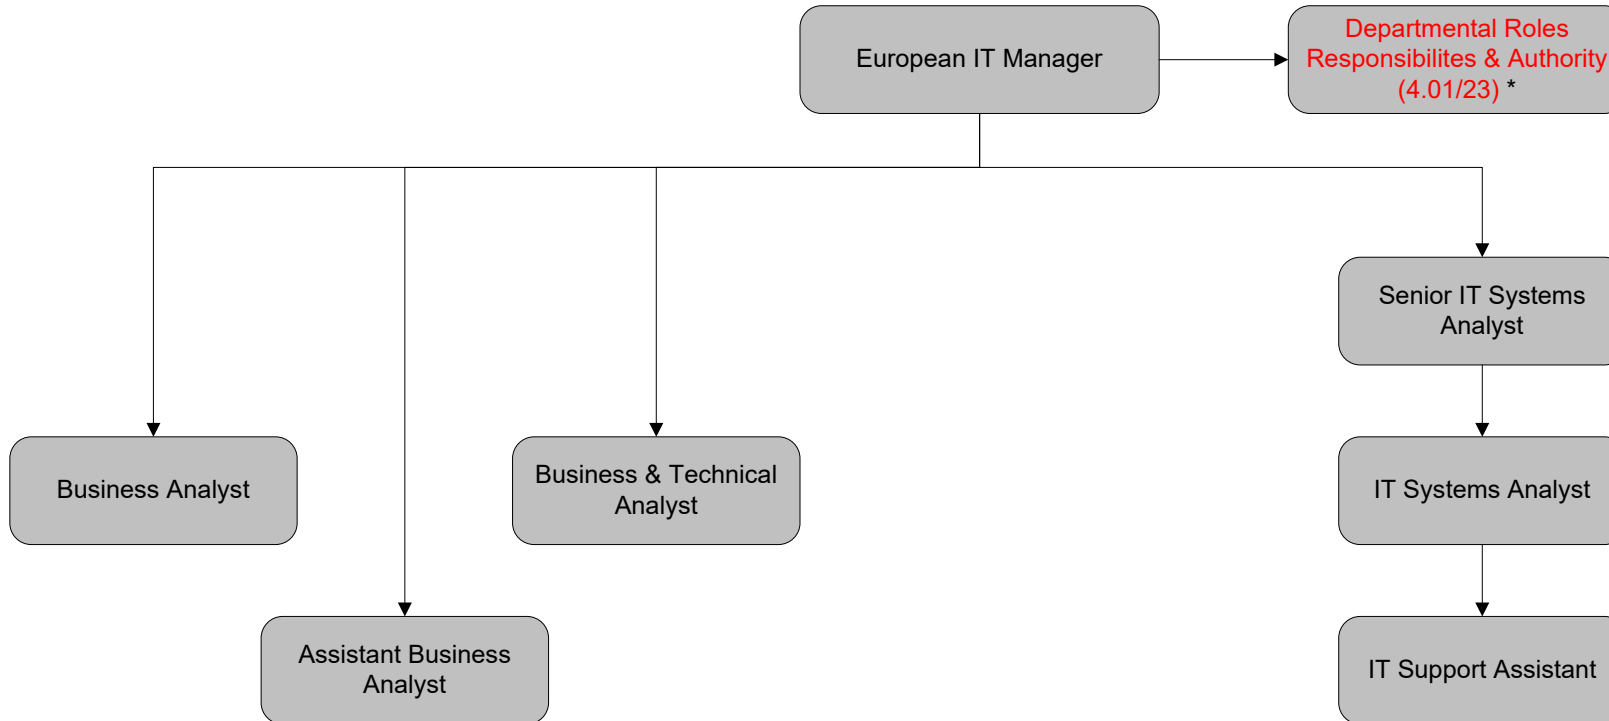 European IT Manager
Departmental Roles
Responsibilites & Authority
(4.01/23) *
Senior IT Systems
Analyst
Business Analyst
Business & Technical
Analyst
IT Systems Analyst
Assistant Business
Analyst
IT Support Assistant